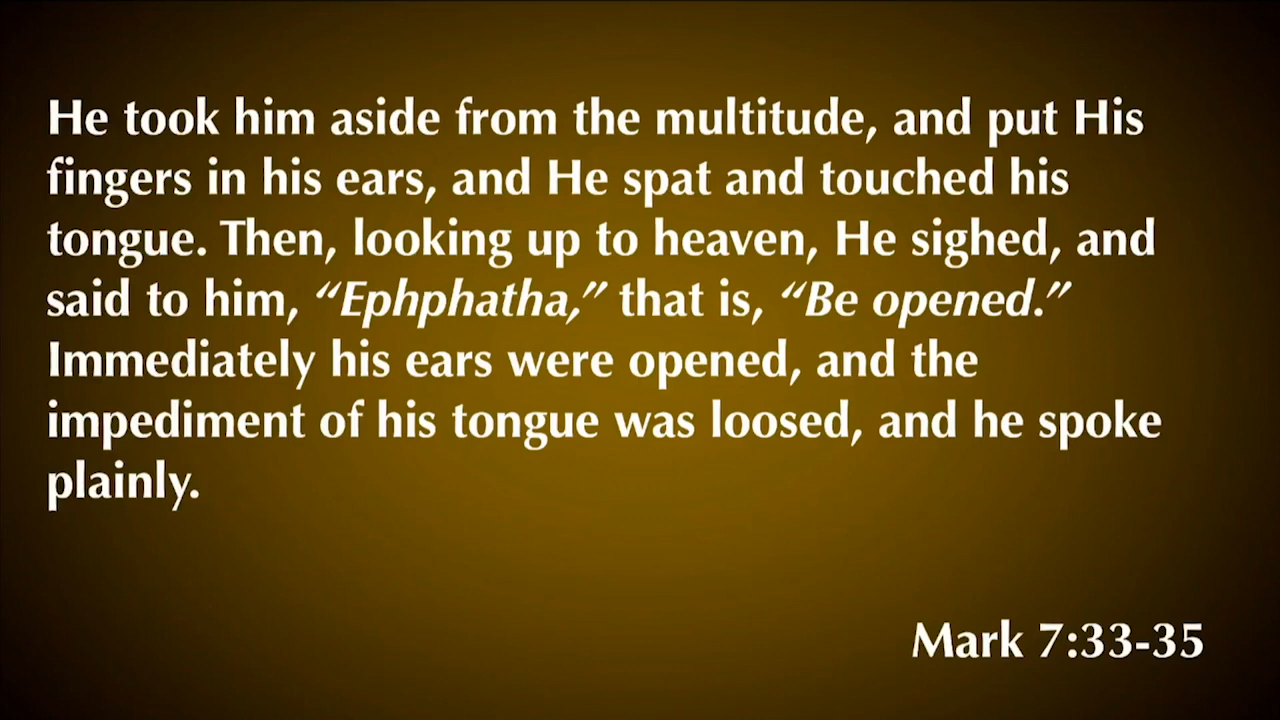 He took him aside from the multitude, and put His
fingers in his ears, and He spat and touched his
tongue. Then, looking up to heaven, He sighed, and
said to him, “Ephphatha,” that is, “Be opened.”
Immediately his ears were opened, and the
impediment of his tongue was loosed, and he spoke
plainly.
Mark 7:33-35